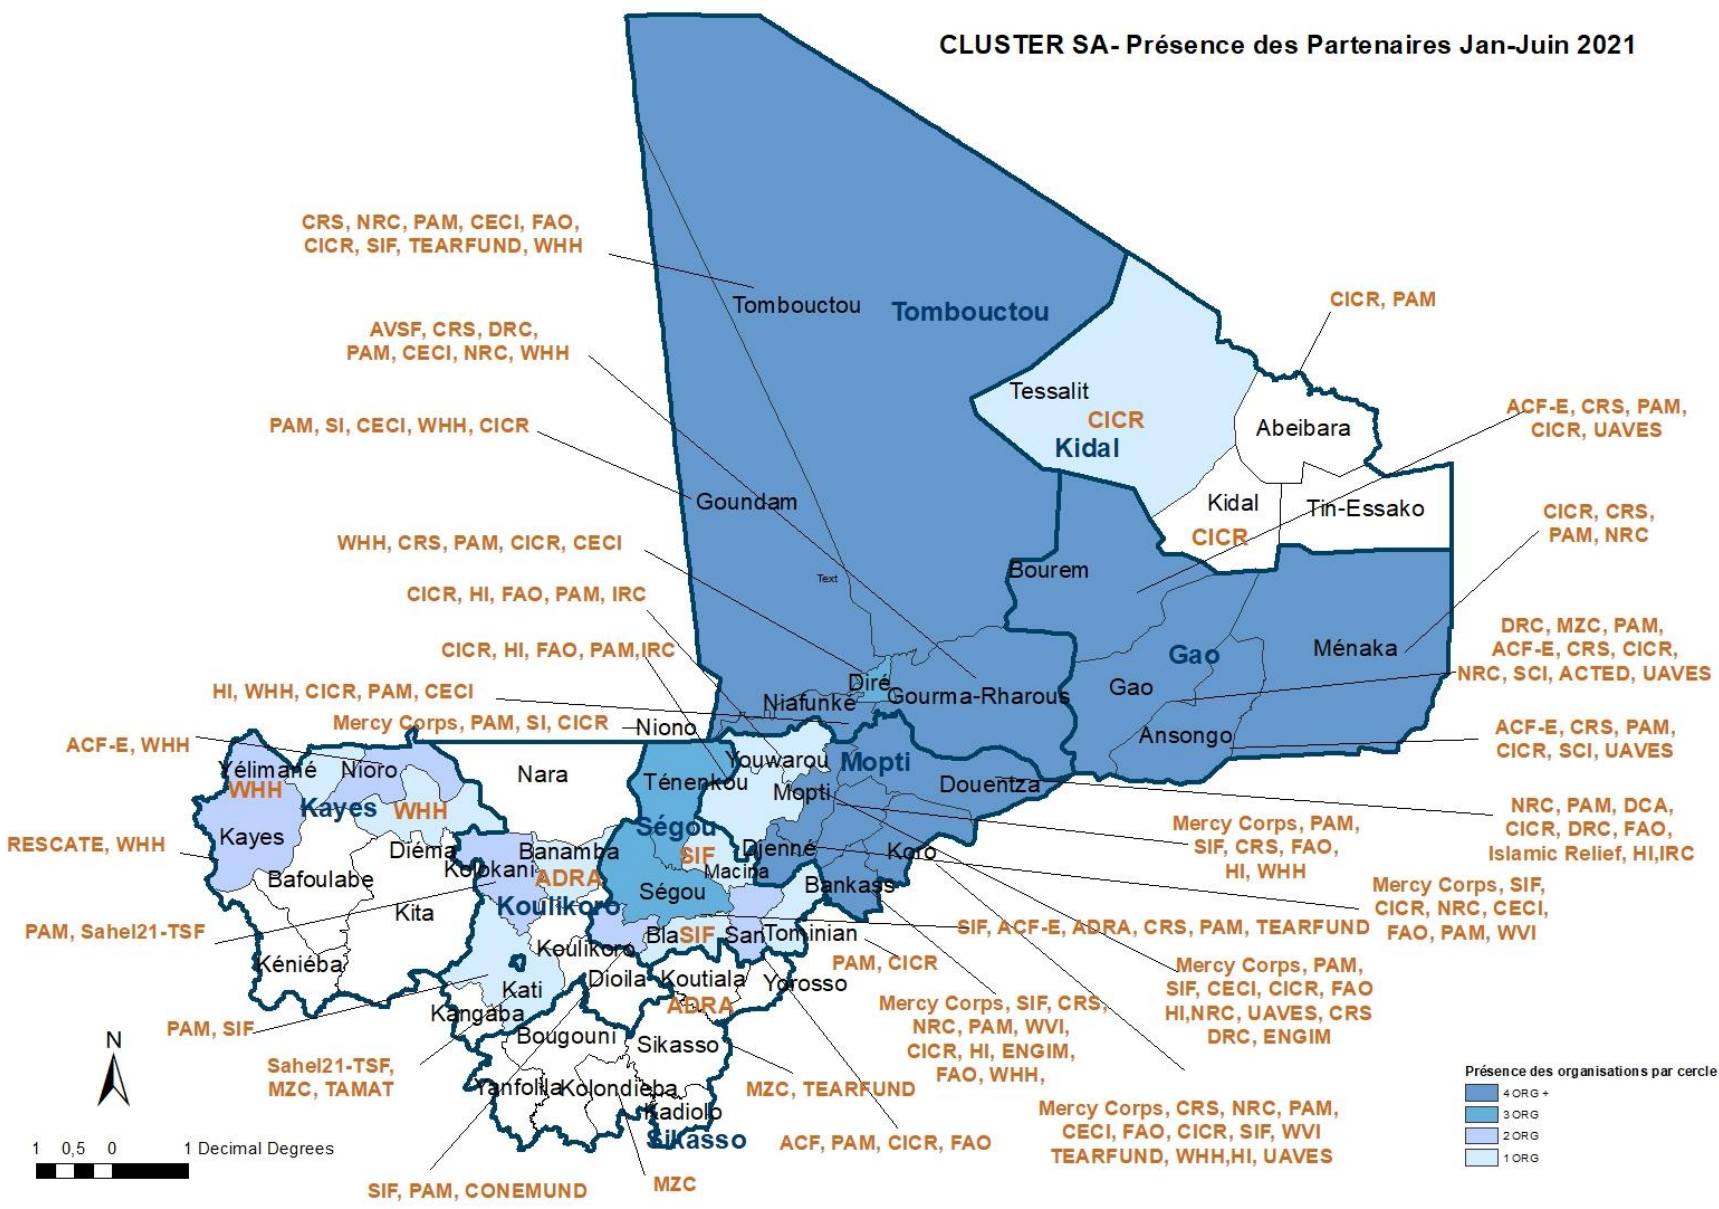 CLUSTER SA- Présence des Partenaires Jan-Juin 2021
CRS, NRC, PAM, CECI, FAO,
CICR, SIF, TEARFUND, WHH
Tombouctou
Tombouctou
CICR, PAM
AVSF, CRS, DRC,
PAM, CECI, NRC, WHH
Tessalit
CICR
Kidal
Abeibara
ACF-E, CRS, PAM,
CICR, UAVES
PAM, SI, CECI, WHH, CICR
Goundam
Kidal
CICR
Tin-Essako
CICR, CRS,
PAM, NRC
WHH, CRS, PAM, CICR, CECI
Text
Bourem
CICR, HI, FAO, PAM, IRC
CICR, HI, FAO, PAM,IRC
DRC, MZC, PAM,
ACF-E, CRS, CICR,
NRC, SCI, ACTED, UAVES
Ménaka
Gao
Gao
HI, WHH, CICR, PAM, CECI
Diré
Niafunké
Gourma-Rharous
Mercy Corps, PAM, SI, CICR
Niono
Ansongo
ACF-E, CRS, PAM,
CICR, SCI, UAVES
ACF-E, WHH
Yélimané
WHH
Nioro
Nara
Ténenkou
Youwarou
Mopti
Mopti
Douentza
Kayes
WHH
Kayes
NRC, PAM, DCA,
CICR, DRC, FAO,
Islamic Relief, HI,IRC
Mercy Corps, PAM,
SIF, CRS, FAO,
HI, WHH
RESCATE, WHH
Ségou
SIF
Djenné
Koro
Diéma
Banamba
Kolokani
ADRA
Macina
Bafoulabe
Ségou
Bankass
Mercy Corps, SIF,
CICR, NRC, CECI,
FAO, PAM, WVI
Kita
Koulikoro
PAM, Sahel21-TSF
Koulikoro
Bla
SIF
San
Tominian
SIF, ACF-E, ADRA, CRS, PAM, TEARFUND
PAM, CICR
Kéniéba
Kati
Dioila
Koutiala
ADRA
Yorosso
Mercy Corps, PAM,
SIF, CECI, CICR, FAO
HI,NRC, UAVES, CRS
DRC, ENGIM
Mercy Corps, SIF, CRS,
NRC, PAM, WVI,
CICR, HI, ENGIM,
FAO, WHH,
PAM, SIF
Kangaba
Bougouni
Sikasso
N
Sahel21-TSF,
MZC, TAMAT
Yanfolila
Kolondieba
Kadiolo
Sikasso
MZC, TEARFUND
ACF, PAM, CICR, FAO
Mercy Corps, CRS, NRC, PAM,
CECI, FAO, CICR, SIF, WVI
TEARFUND, WHH,HI, UAVES
SIF, PAM, CONEMUND
MZC
1 0,5 0 1 Decimal Degrees
Présence des organisations par cercle
4 ORG +
3 ORG
2 ORG
1 ORG